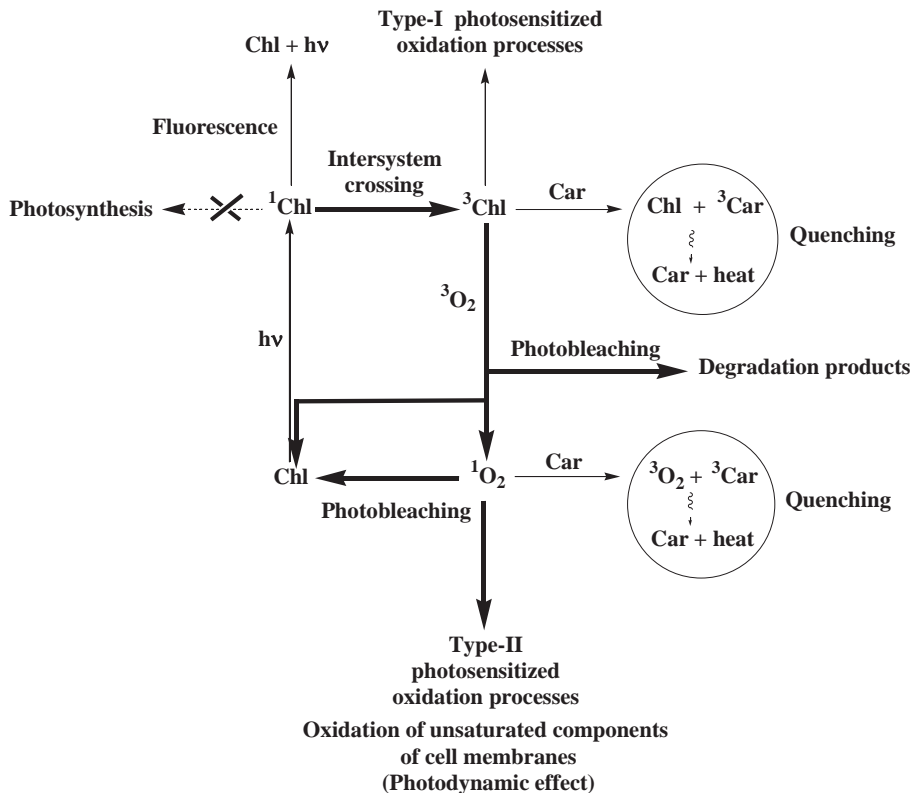 Type-I photosensitized
oxidation processes
Chl + hν
Fluorescence
Intersystem
crossing
Photosynthesis
¹Chl
³Chl
Car
Chl + ³Car
Car + heat
Quenching
³O₂
hν
Photobleaching
Degradation products
Chl
Photobleaching
¹O₂
Car
³O₂ + ³Car
Car + heat
Quenching
Type-II
photosensitized
oxidation processes
Oxidation of unsaturated components
of cell membranes
(Photodynamic effect)